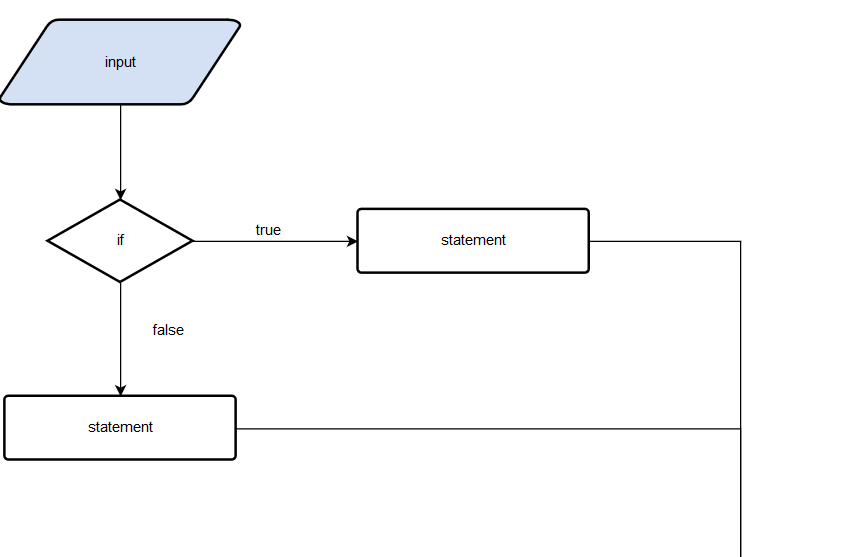 input
if
true
statement
false
statement